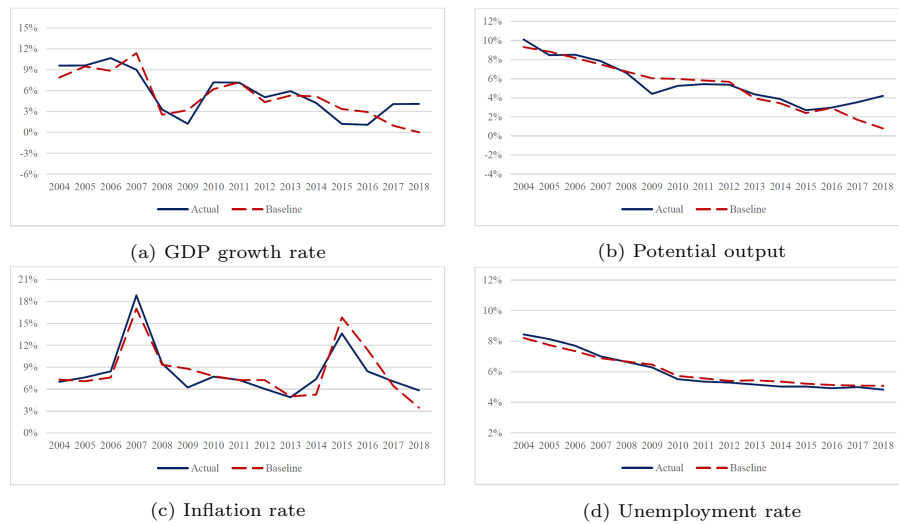 15%
12%
9%
6%
3%
0%
-3%
-6%
2004 2005 2006 2007 2008 2009 2010 2011 2012 2013 2014 2015 2016 2017 2018
Actual Baseline
(a) GDP growth rate
12%
10%
8%
6%
4%
2%
0%
-2%
-4%
2004 2005 2006 2007 2008 2009 2010 2011 2012 2013 2014 2015 2016 2017 2018
Actual Baseline
(b) Potential output
21%
18%
15%
12%
9%
6%
3%
0%
2004 2005 2006 2007 2008 2009 2010 2011 2012 2013 2014 2015 2016 2017 2018
Actual Baseline
(c) Inflation rate
12%
10%
8%
6%
4%
2%
2004 2005 2006 2007 2008 2009 2010 2011 2012 2013 2014 2015 2016 2017 2018
Actual Baseline
(d) Unemployment rate